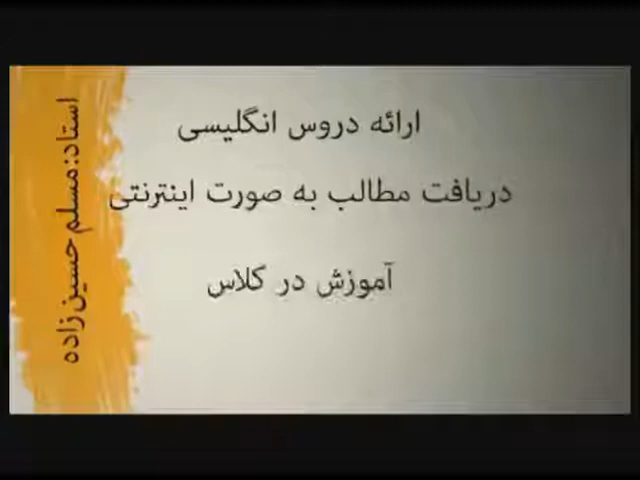 ارائه دروس انگلیسی
دریافت مطالب به صورت اینترنتی
آموزش در کلاس
استاد:مسلم حسین زاده